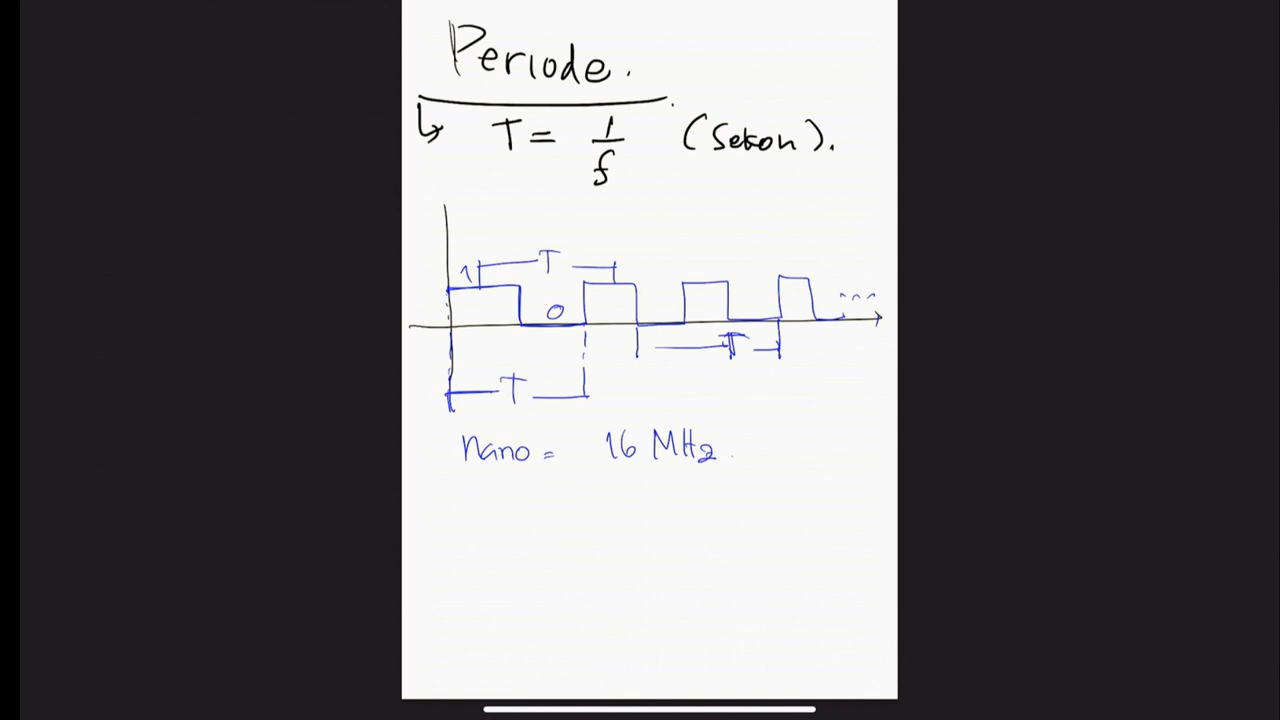 Periode.
↳ T = 1/f (Sekon).
1 T
0
T
T
...
nano = 16 MHz.